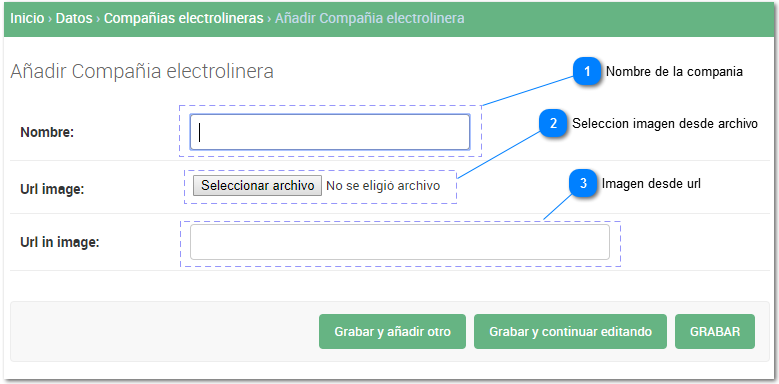 Inicio › Datos › Compañias electrolineras › Añadir Compañia electrolinera
Añadir Compañia electrolinera
1 Nombre de la compania
Nombre:
2 Seleccion imagen desde archivo
Url image: Seleccionar archivo No se eligió archivo
3 Imagen desde url
Url in image:
Grabar y añadir otro Grabar y continuar editando GRABAR